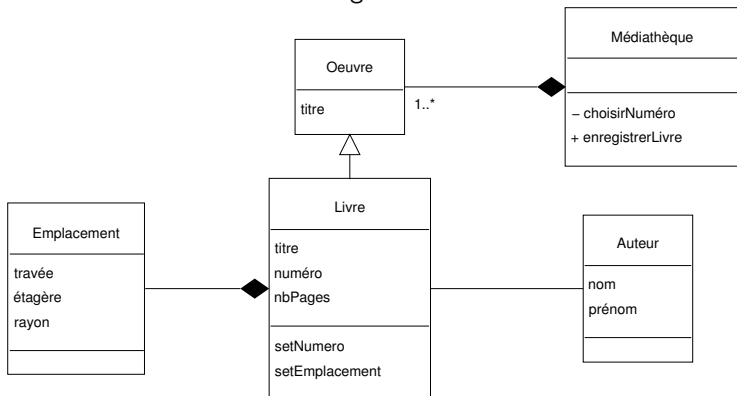 Médiathèque
– choisirNuméro
+ enregistrerLivre
Oeuvre
titre
1..*
Livre
titre
numéro
nbPages
setNumero
setEmplacement
Emplacement
travée
étagère
rayon
Auteur
nom
prénom